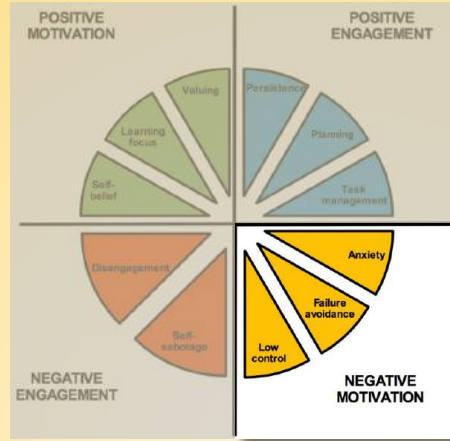 POSITIVE
MOTIVATION
POSITIVE
ENGAGEMENT
Valuing
Persistence
Learning
focus
Planning
Self-
belief
Task
management
Disengagement
Anxiety
Self-
sabotage
Failure
avoidance
Low
control
NEGATIVE
ENGAGEMENT
NEGATIVE
MOTIVATION